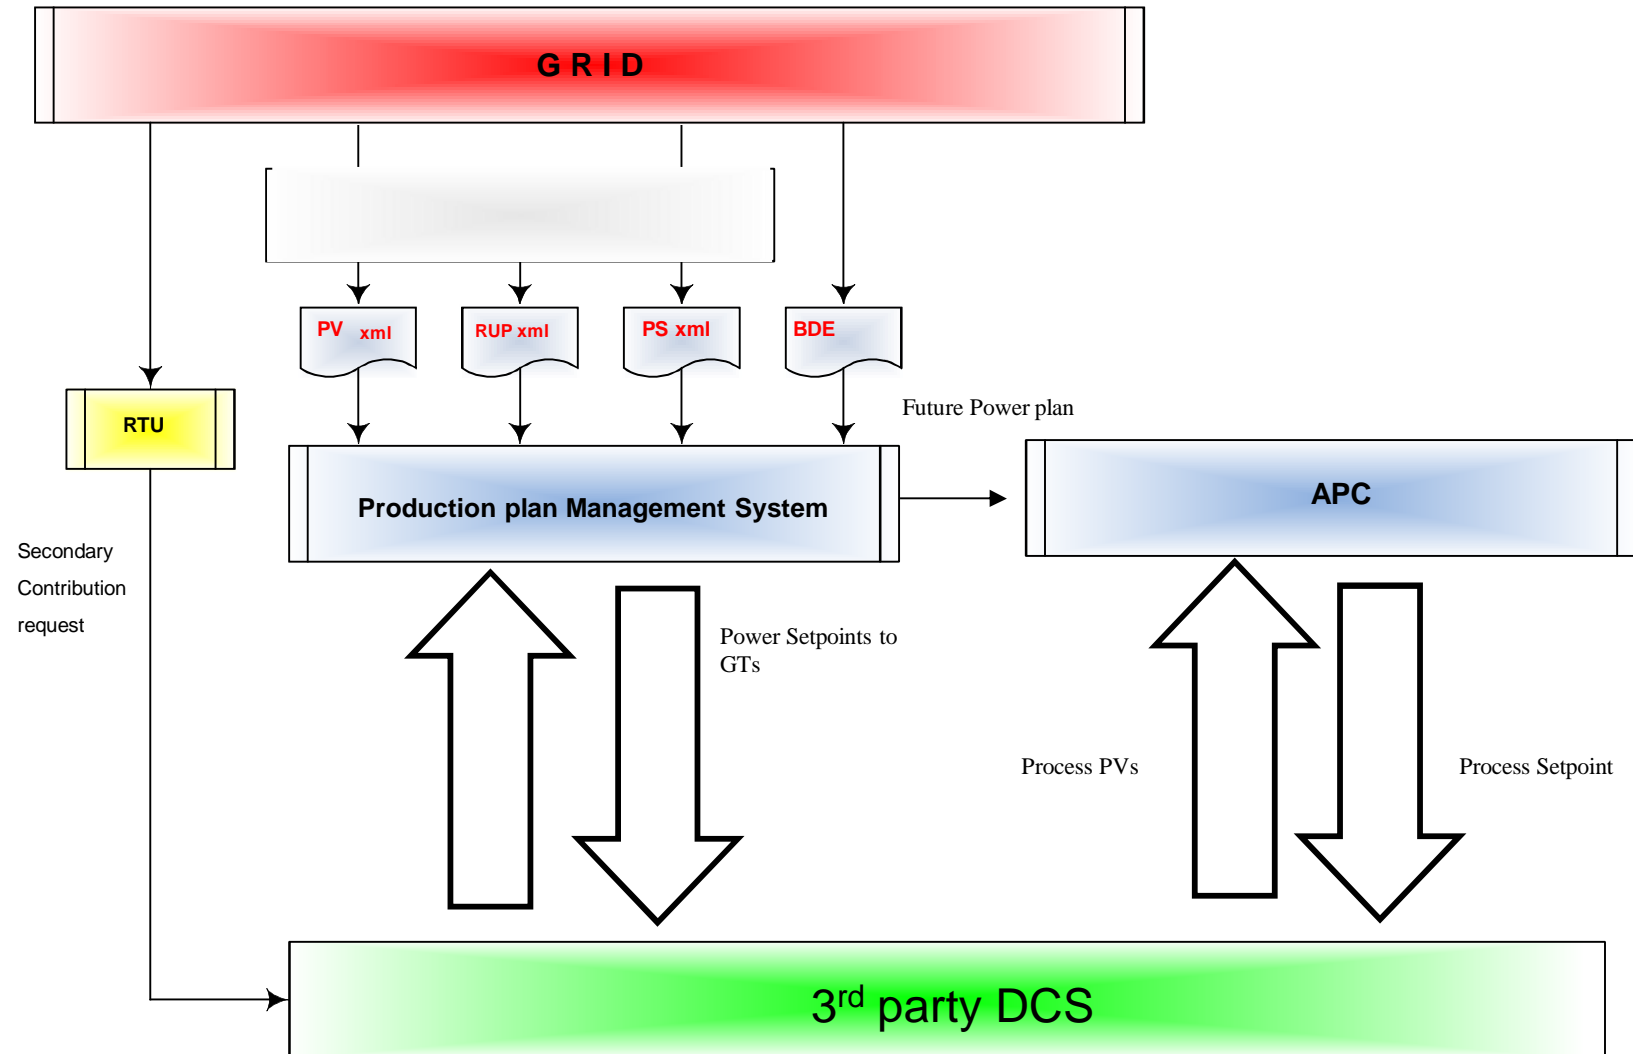 G R I D
PV xml
RUP xml
PS xml
BDE
RTU
Future Power plan
Production plan Management System
APC
Secondary
Contribution
request
Power Setpoints to
GTs
Process PVs
Process Setpoint
3rd party DCS